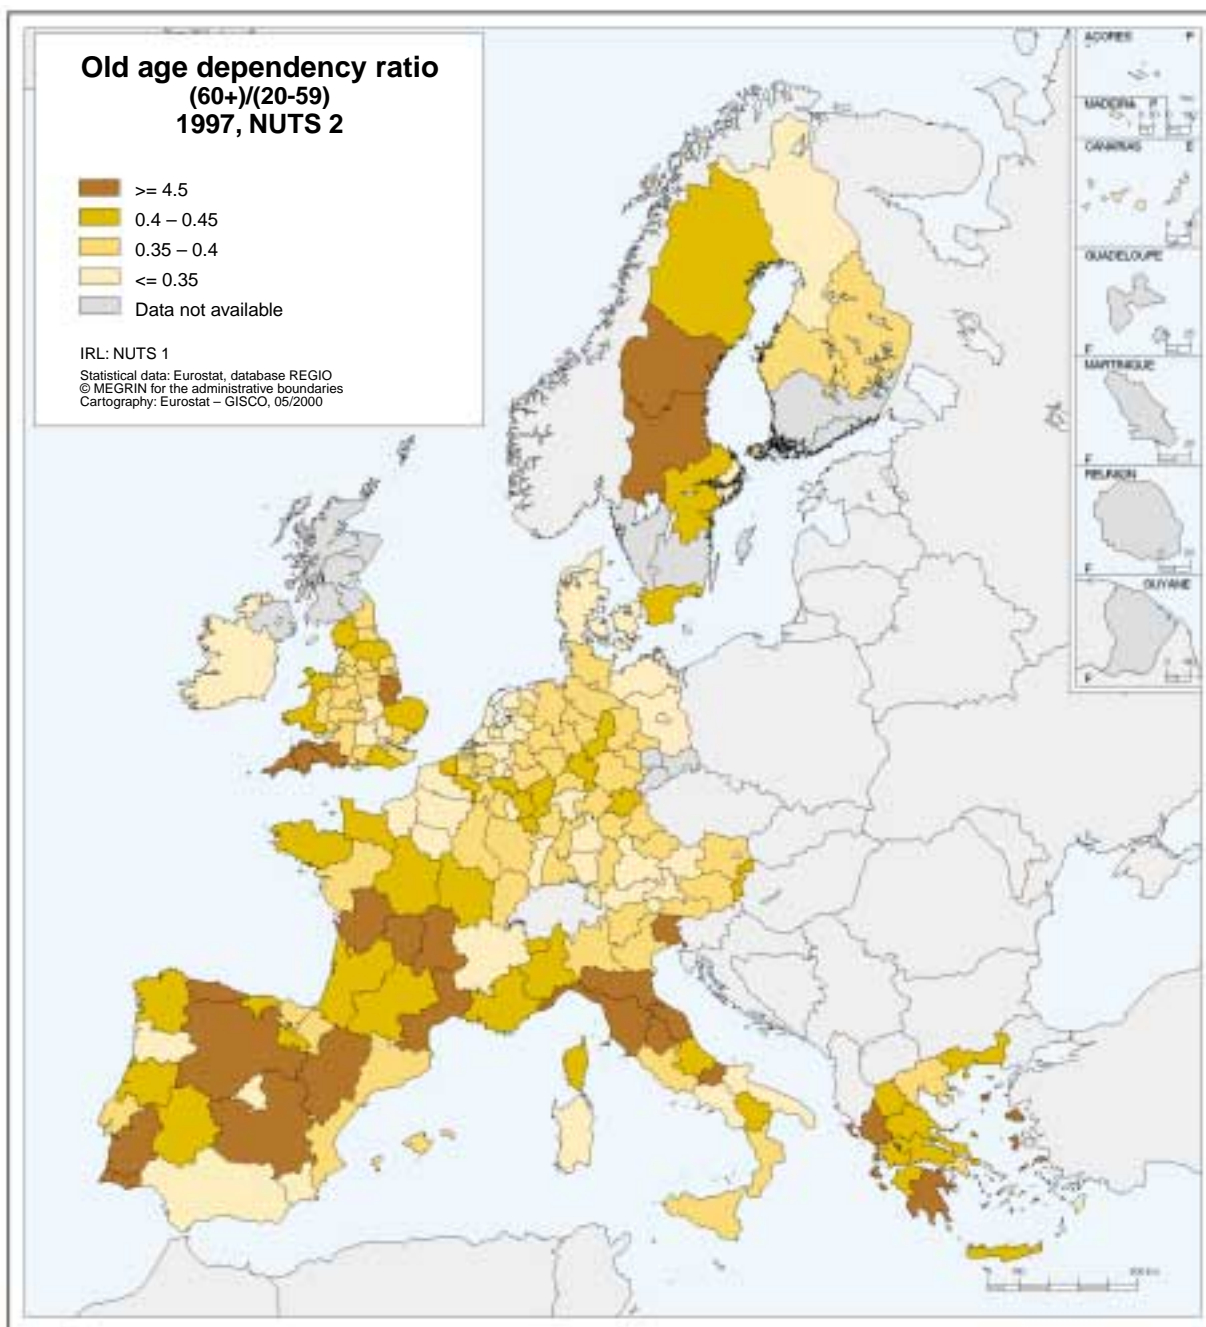 Old age dependency ratio
(60+)/(20-59)
1997, NUTS 2
>= 4.5
0.4 – 0.45
0.35 – 0.4
<= 0.35
Data not available
IRL: NUTS 1
Statistical data: Eurostat, database REGIO
© MEGRIN for the administrative boundaries
Cartography: Eurostat – GISCO, 05/2000
AÇORES P
MADEIRA P
CANARIAS E
GUADELOUPE
F
MARTINIQUE
F
REUNION
F
GUYANE
F